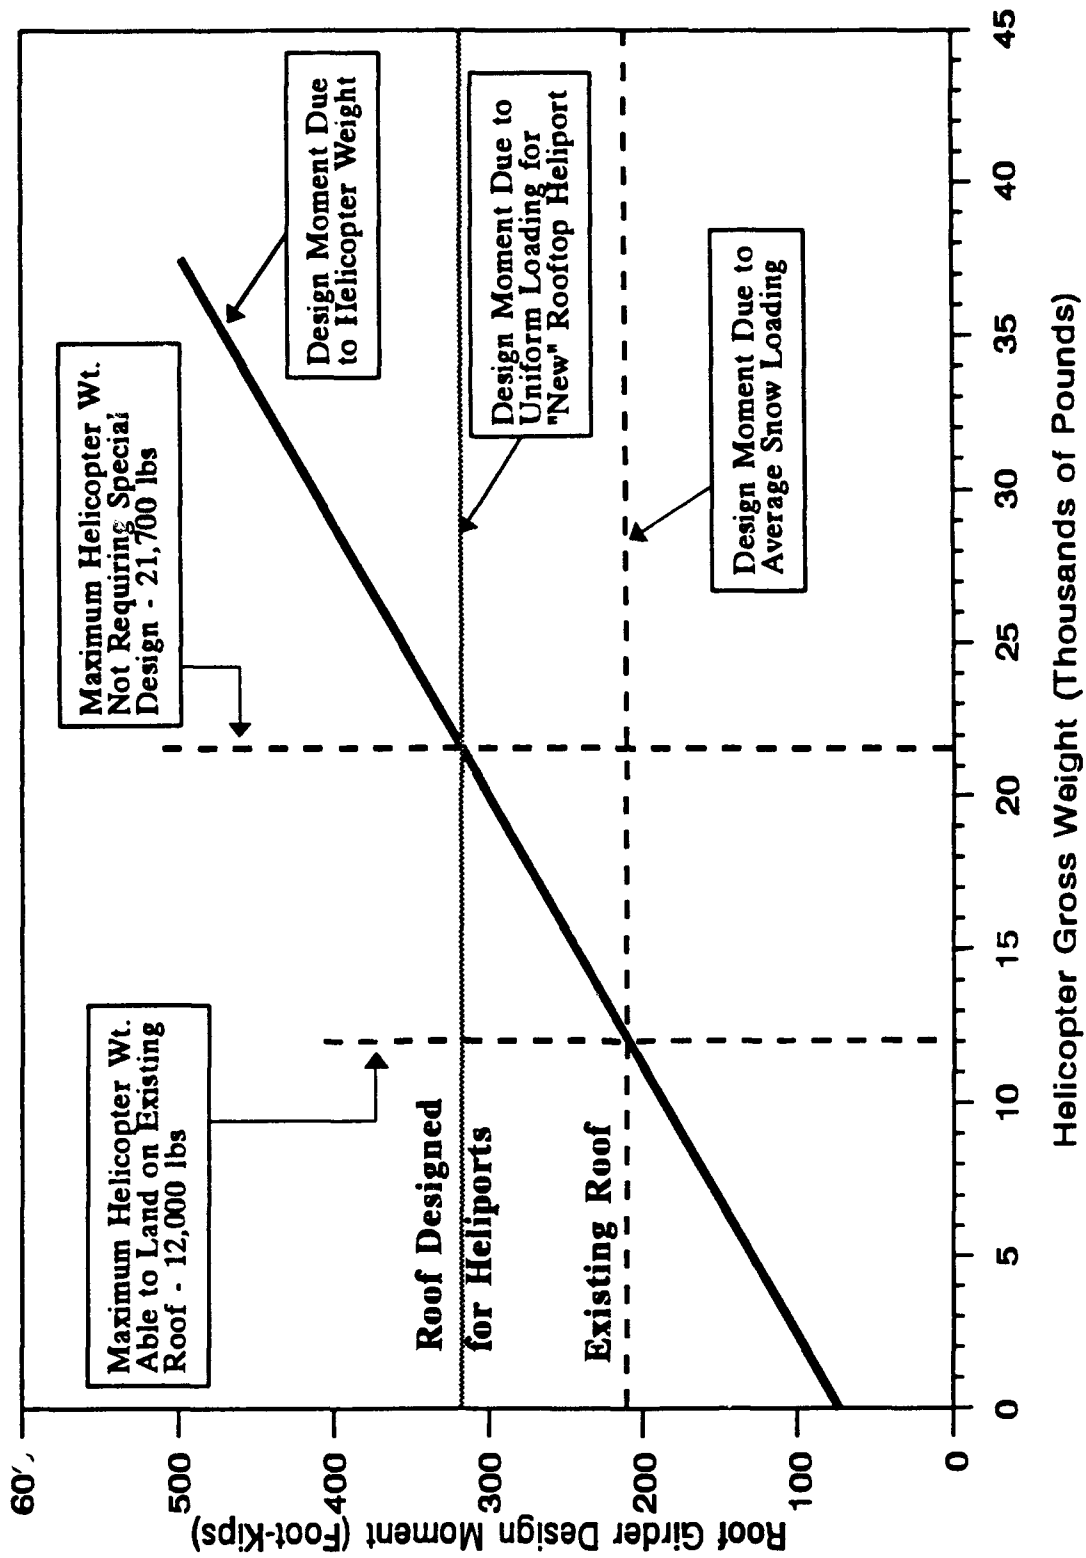 Roof Girder Design Moment (Foot-Kips)
60
500
400
300
200
100
0
Maximum Helicopter Wt.
Able to Land on Existing
Roof - 12,000 lbs
Maximum Helicopter Wt.
Not Requiring Special
Design - 21,700 lbs
Design Moment Due
to Helicopter Weight
Roof Designed
for Heliports
Design Moment Due to
Uniform Loading for
"New" Rooftop Heliport
Existing Roof
Design Moment Due to
Average Snow Loading
0 5 10 15 20 25 30 35 40 45
Helicopter Gross Weight (Thousands of Pounds)